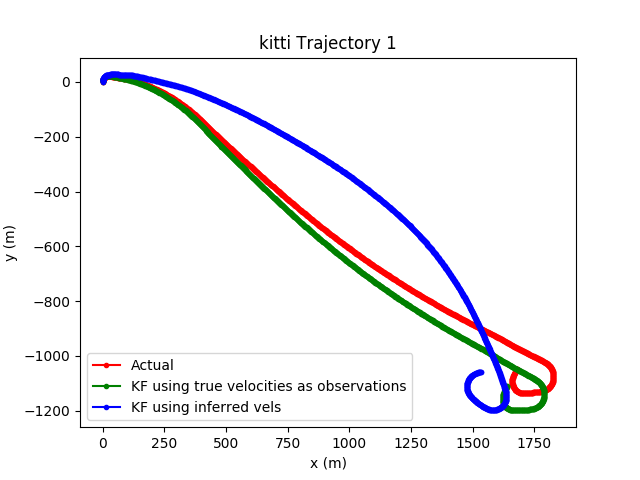 kitti Trajectory 1
0
−200
−400
−600
−800
−1000
−1200
y (m)
Actual
KF using true velocities as observations
KF using inferred vels
0 250 500 750 1000 1250 1500 1750
x (m)